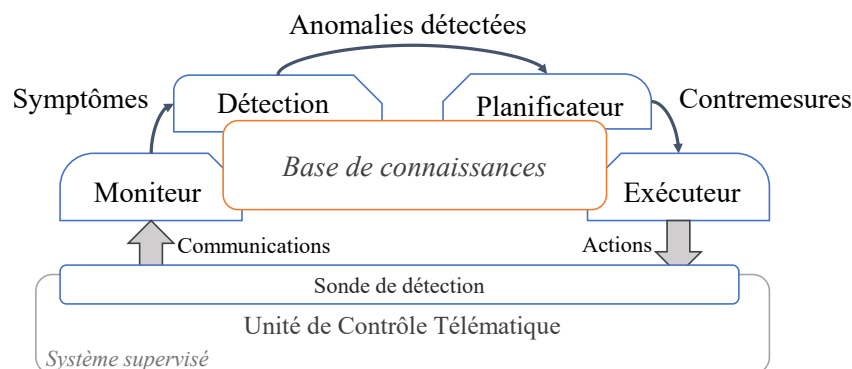 Anomalies détectées
Symptômes
Détection
Planificateur
Contremesures
Base de connaissances
Moniteur
Exécuteur
Communications
Actions
Sonde de détection
Unité de Contrôle Télématique
Système supervisé